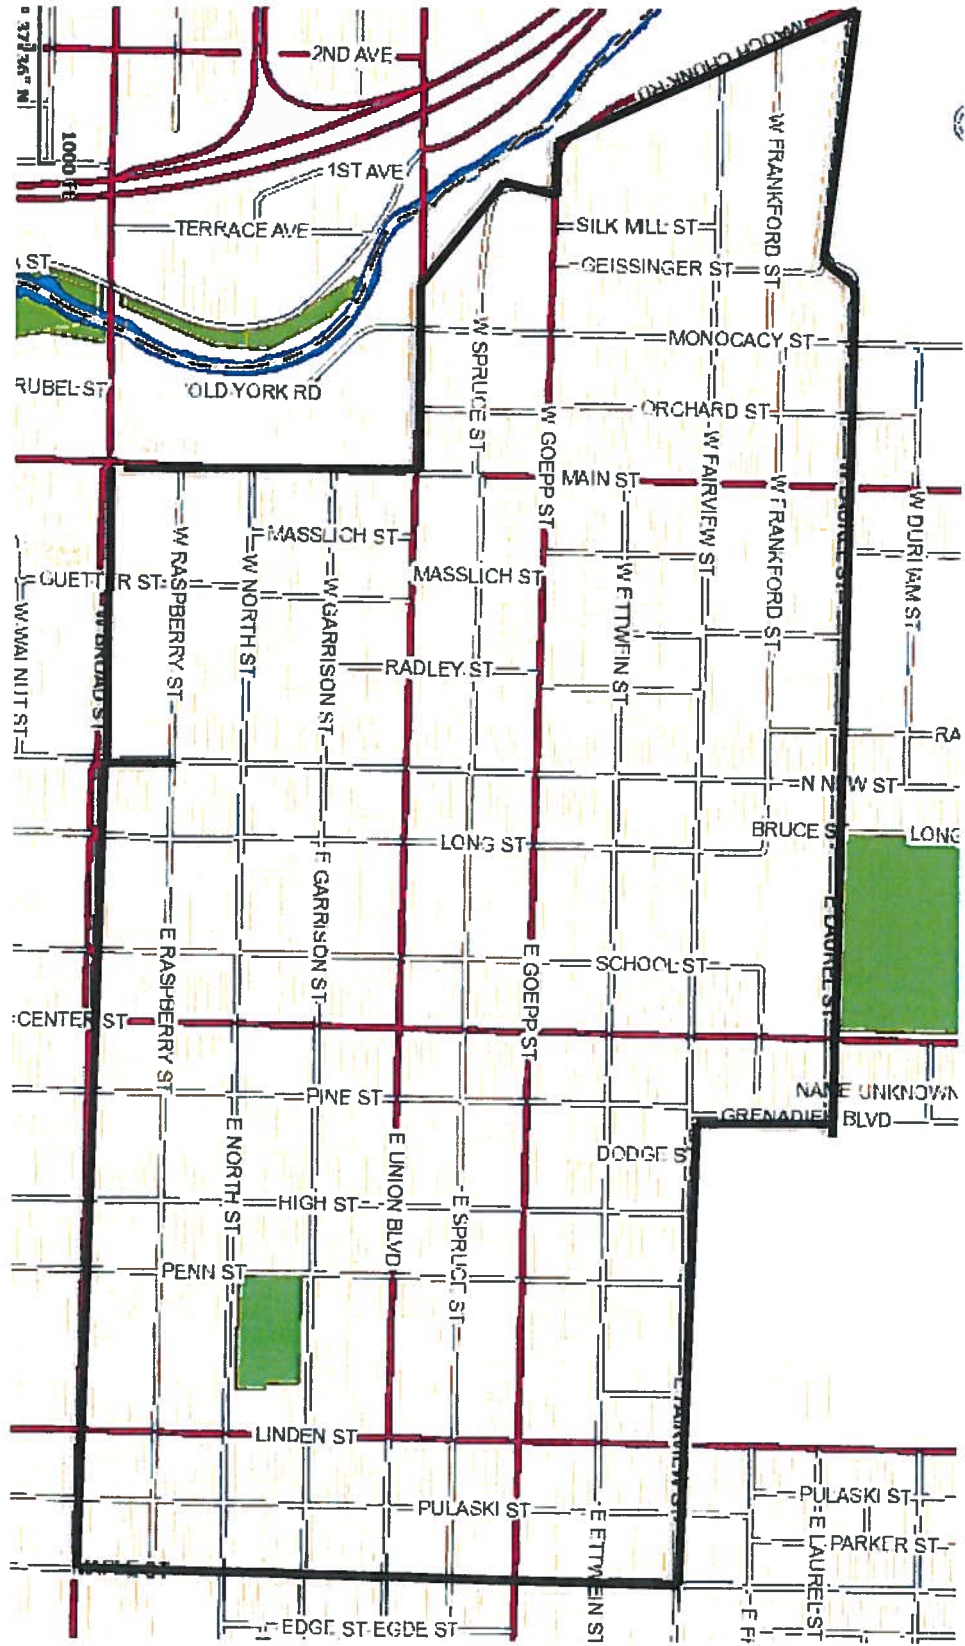 1000 ft
2ND AVE
1ST AVE
TERRACE AVE
ST
RUBEL ST
OLD YORK RD
W FRANKFORD ST
SILK MILL ST
GEISSINGER ST
MONOCACY ST
W SPRUCE ST
ORCHARD ST
W GOEPP ST
MAIN ST
W FAIRVIEW ST
W FRANKFORD ST
W DURHAM ST
MASSLICH ST
MASSLICH ST
GUETTER ST
W WALNUT ST
W BROAD ST
W RASPBERRY ST
W NORTH ST
W GARRISON ST
W ETTWEIN ST
RADLEY ST
RA
N NEW ST
BRUCE ST
LONG
LONG ST
E GARRISON ST
E LAUREL ST
E RASPBERRY ST
E GOEPP ST
SCHOOL ST
CENTER ST
PINE ST
NAME UNKNOWN
GRENADIER BLVD
DODGE S
E NORTH ST
E UNION BLVD
E SPRUCE ST
HIGH ST
PENN ST
LINDEN ST
E FAIRVIEW ST
PULASKI ST
PULASKI ST
PARKER ST
E ETTWEIN ST
E LAUREL ST
MAPLE ST
EDGE ST EGDE ST